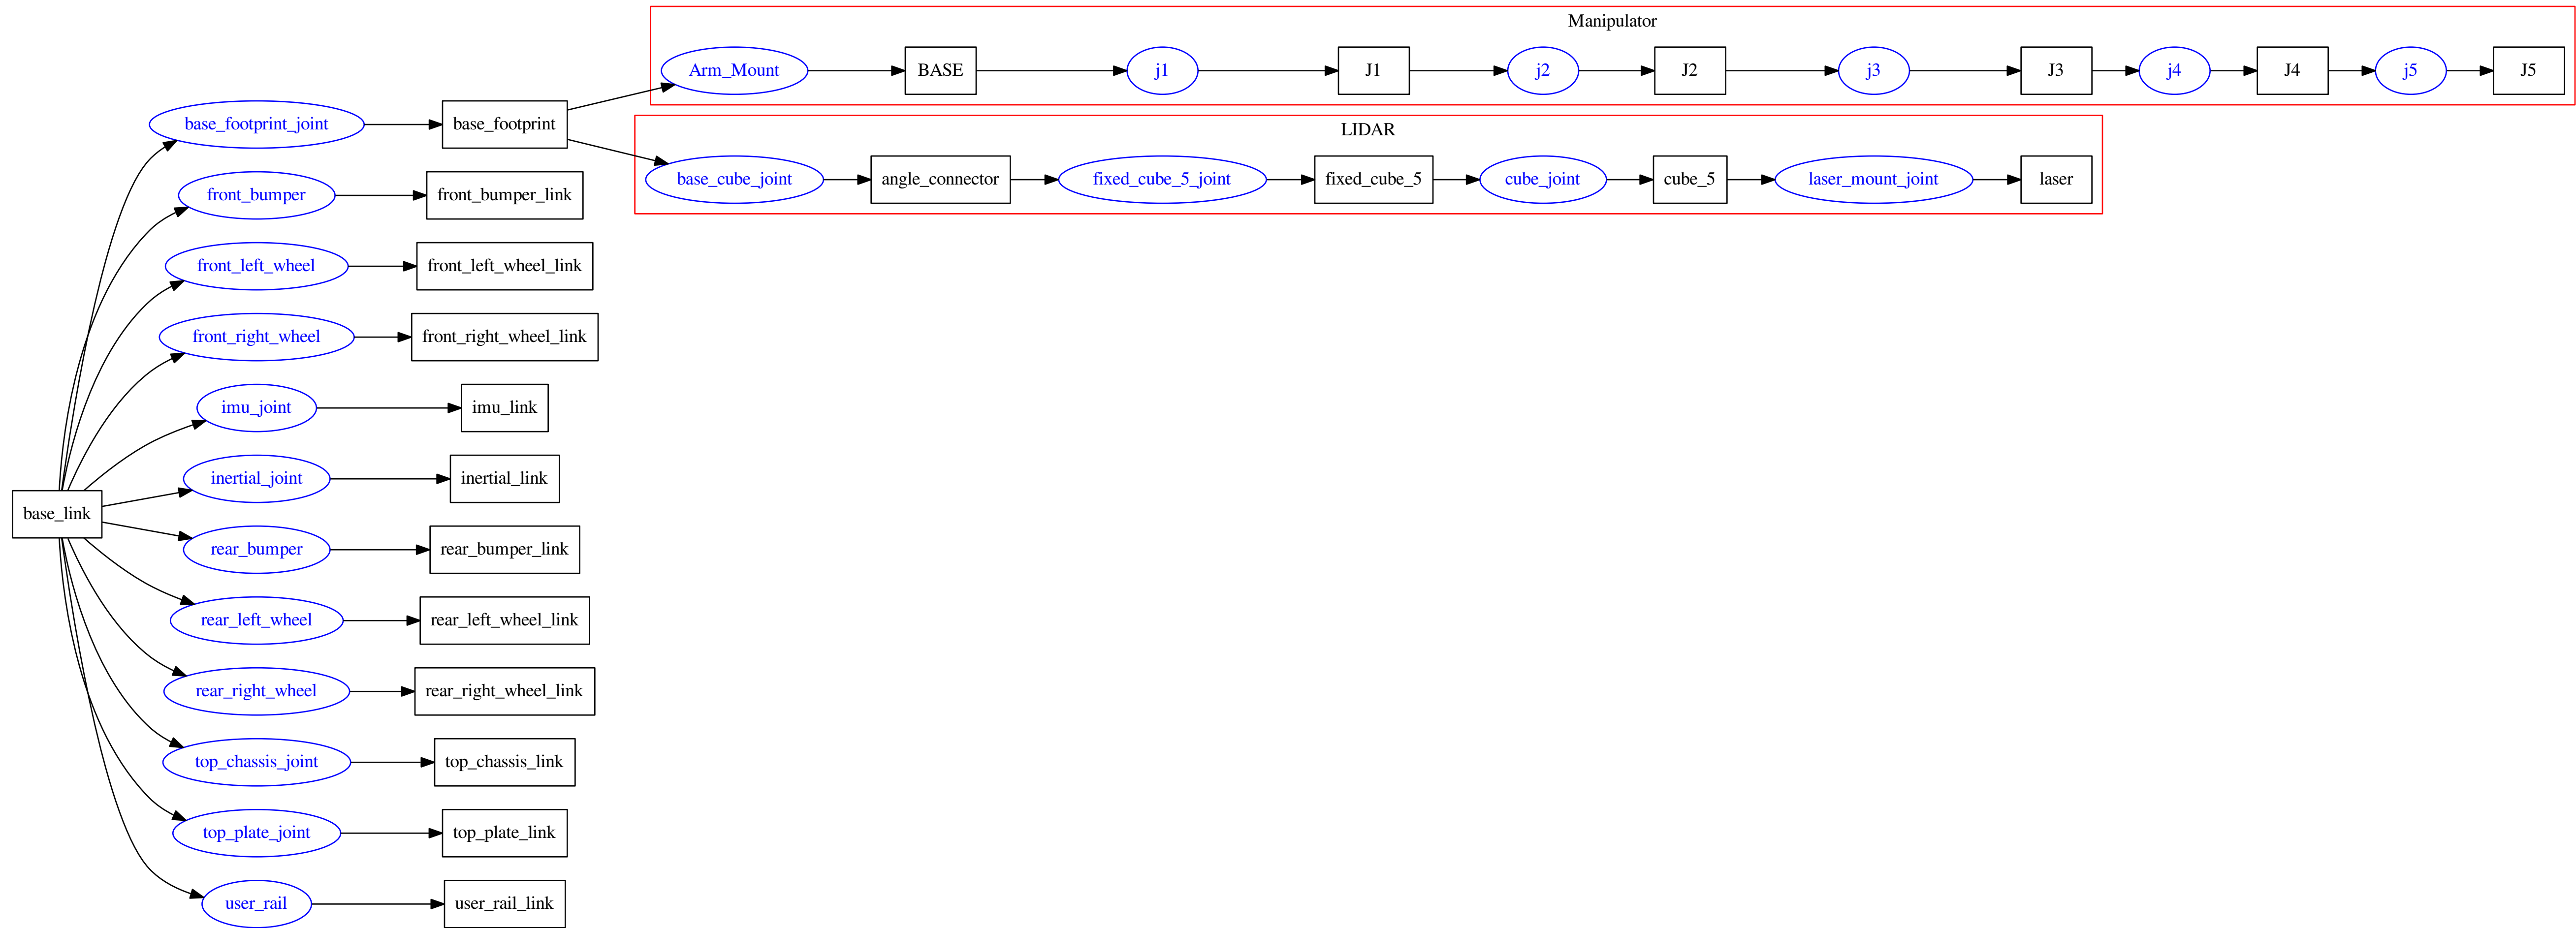 Manipulator
Arm_Mount BASE j1 J1 j2 J2 j3 J3 j4 J4 j5 J5
base_footprint_joint base_footprint
LIDAR
base_cube_joint angle_connector fixed_cube_5_joint fixed_cube_5 cube_joint cube_5 laser_mount_joint laser
front_bumper front_bumper_link
front_left_wheel front_left_wheel_link
front_right_wheel front_right_wheel_link
imu_joint imu_link
inertial_joint inertial_link
base_link
rear_bumper rear_bumper_link
rear_left_wheel rear_left_wheel_link
rear_right_wheel rear_right_wheel_link
top_chassis_joint top_chassis_link
top_plate_joint top_plate_link
user_rail user_rail_link